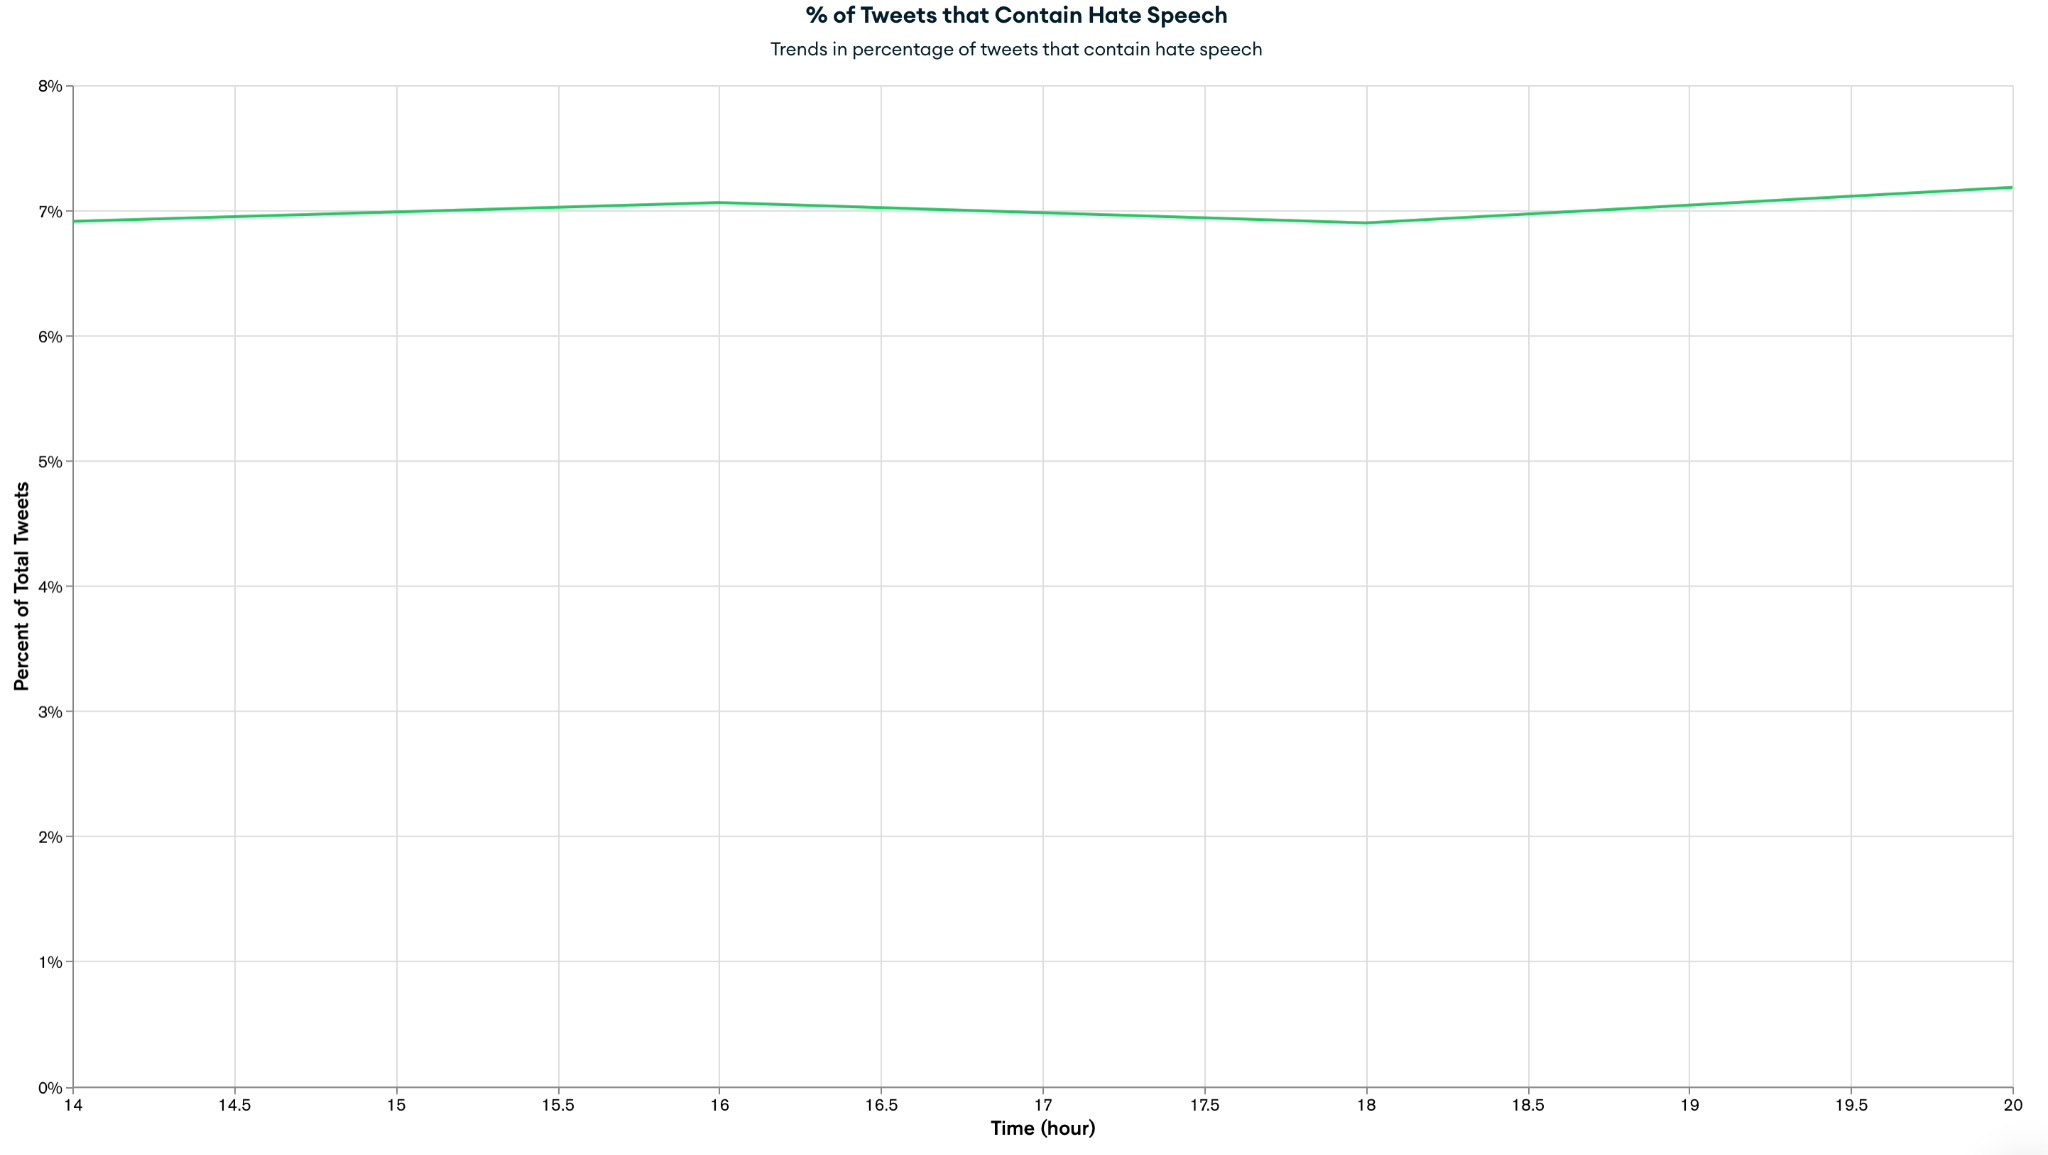 % of Tweets that Contain Hate Speech
Trends in percentage of tweets that contain hate speech
8%
7%
6%
5%
4%
3%
2%
1%
0%
Percent of Total Tweets
14 14.5 15 15.5 16 16.5 17 17.5 18 18.5 19 19.5 20
Time (hour)